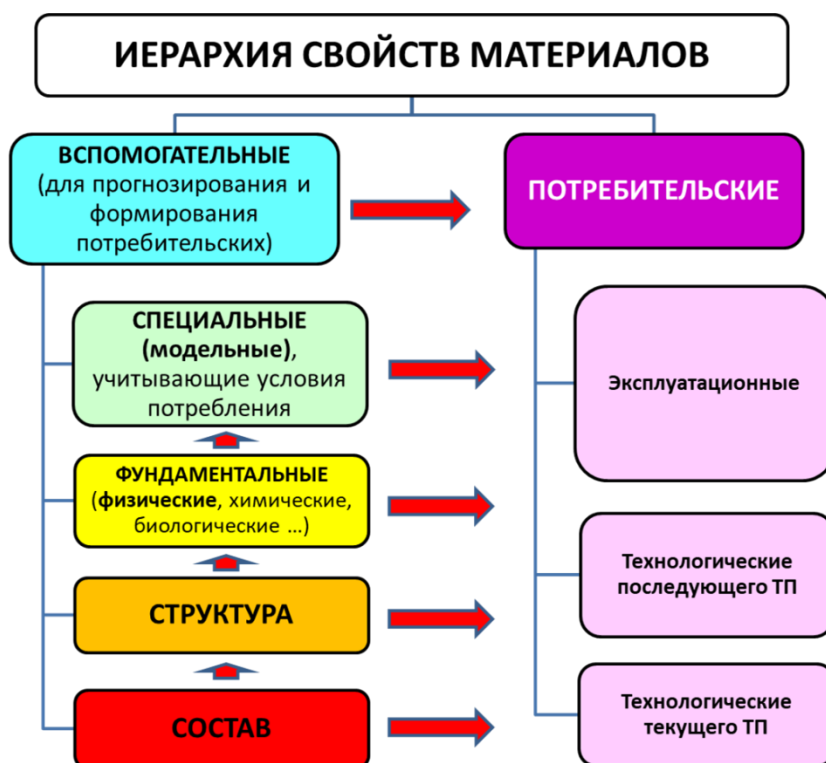 ИЕРАРХИЯ СВОЙСТВ МАТЕРИАЛОВ
ВСПОМОГАТЕЛЬНЫЕ
(для прогнозирования и
формирования
потребительских)
ПОТРЕБИТЕЛЬСКИЕ
СПЕЦИАЛЬНЫЕ
(модельные),
учитывающие условия
потребления
Эксплуатационные
ФУНДАМЕНТАЛЬНЫЕ
(физические, химические,
биологические ...)
Технологические
последующего ТП
СТРУКТУРА
Технологические
текущего ТП
СОСТАВ